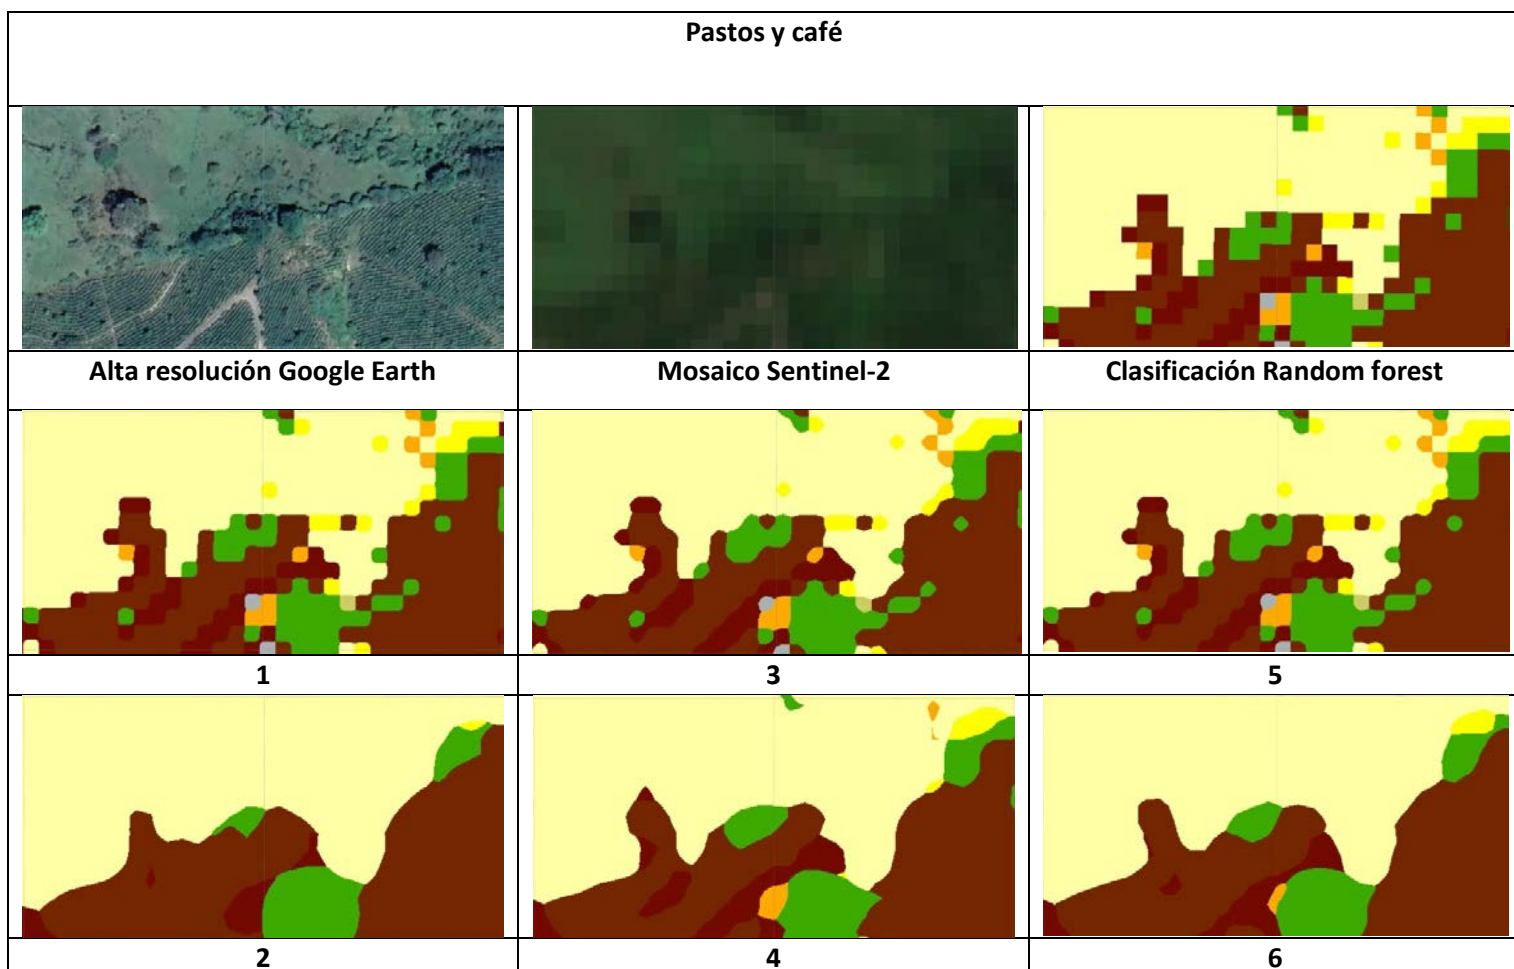 Pastos y café
Alta resolución Google Earth
Mosaico Sentinel-2
Clasificación Random forest
1
3
5
2
4
6